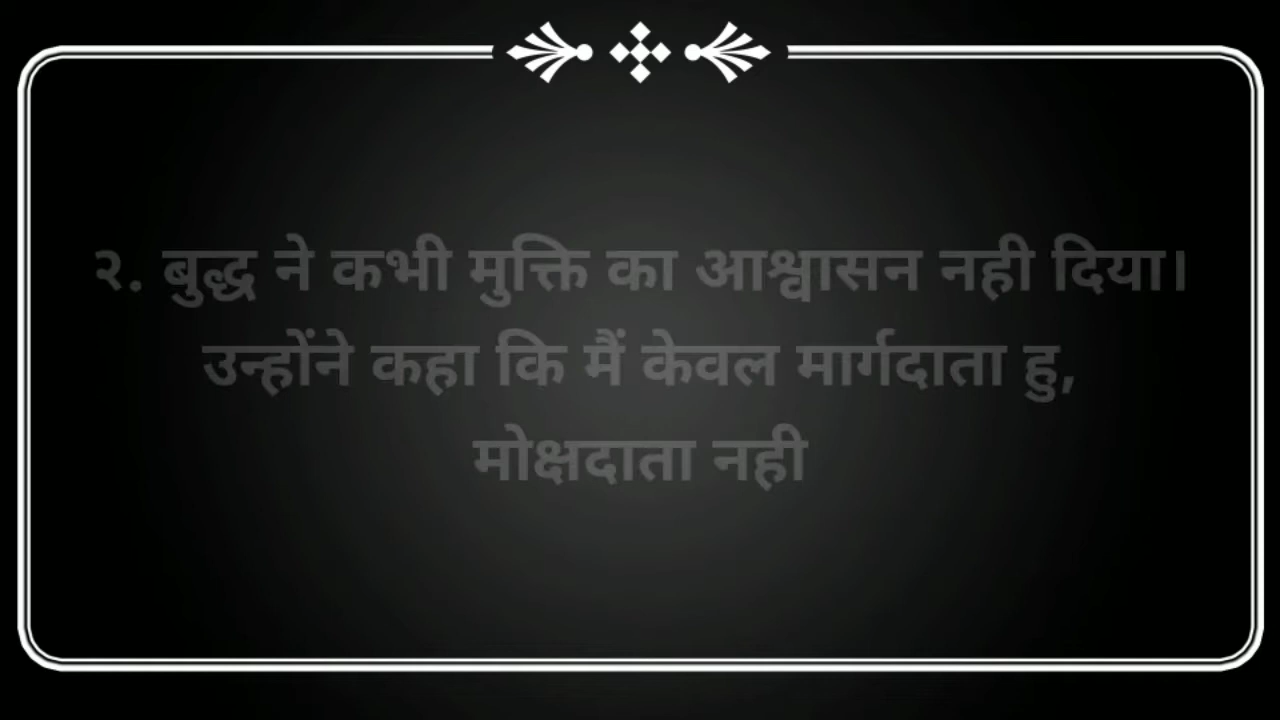 २. बुद्ध ने कभी मुक्ति का आश्वासन नही दिया।
उन्होंने कहा कि मैं केवल मार्गदाता हु,
मोक्षदाता नही